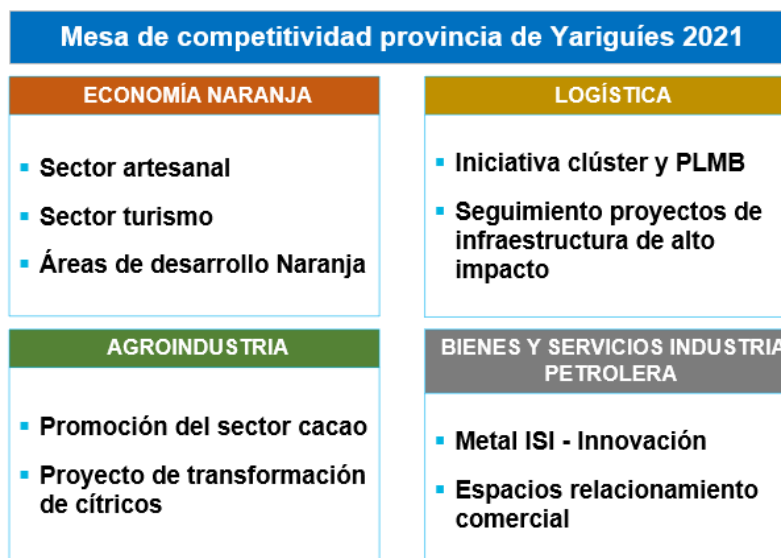 Mesa de competitividad provincia de Yariguíes 2021
ECONOMÍA NARANJA
▪ Sector artesanal
▪ Sector turismo
▪ Áreas de desarrollo Naranja
LOGÍSTICA
▪ Iniciativa clúster y PLMB
▪ Seguimiento proyectos de
infraestructura de alto
impacto
AGROINDUSTRIA
▪ Promoción del sector cacao
▪ Proyecto de transformación
de cítricos
BIENES Y SERVICIOS INDUSTRIA
PETROLERA
▪ Metal ISI - Innovación
▪ Espacios relacionamiento
comercial